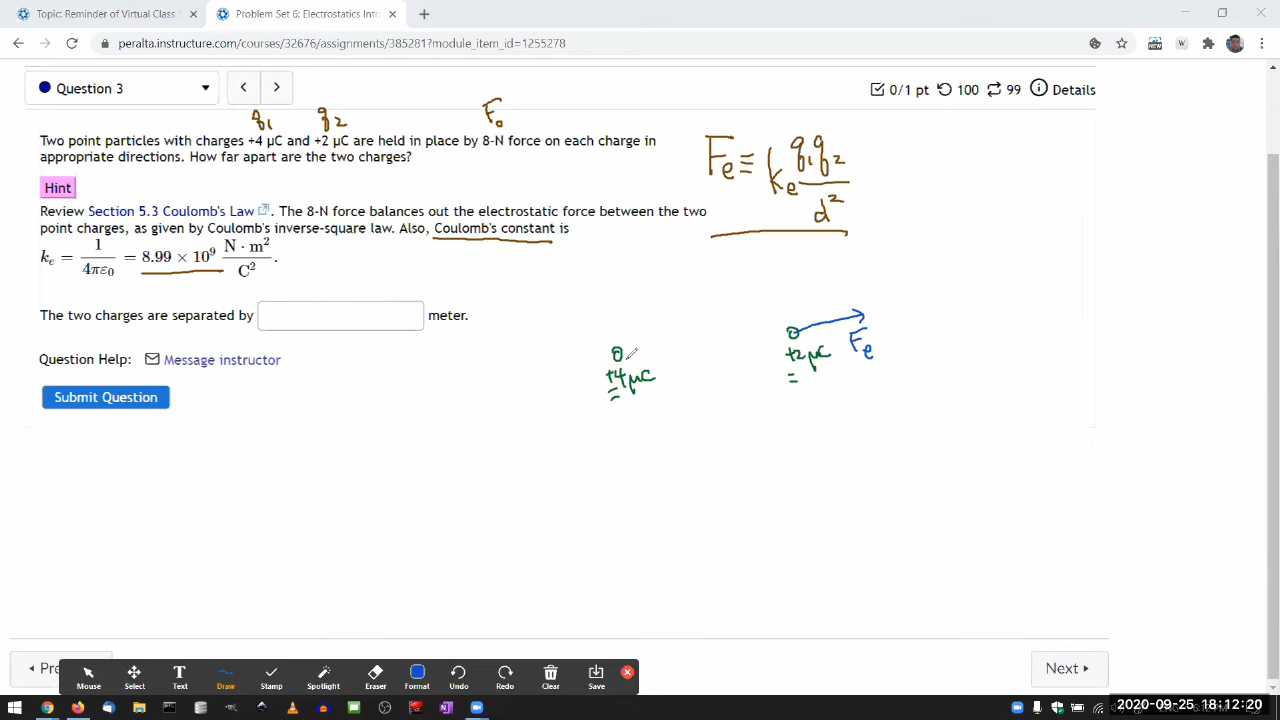 Topic: Reminder of Virtual Class
Problem Set 6: Electrostatics Intr
peralta.instructure.com/courses/32676/assignments/385281?module_item_id=1255278
Question 3
0/1 pt 100 99 Details
q₁ q₂ F₀
Two point particles with charges +4 μC and +2 μC are held in place by 8-N force on each charge in
appropriate directions. How far apart are the two charges?
Fe ≡ ke q₁q₂ / d²
Hint
Review Section 5.3 Coulomb's Law. The 8-N force balances out the electrostatic force between the two
point charges, as given by Coulomb's inverse-square law. Also, Coulomb's constant is
ke = 1 / 4πε₀ = 8.99 × 10⁹ N · m² / C².
The two charges are separated by meter.
+2 μC Fe
Question Help: Message instructor
+4 μC
Submit Question
Pre
Next
Mouse Select Text Draw Stamp Spotlight Eraser Format Undo Redo Clear Save
2020-09-25 18:12:20